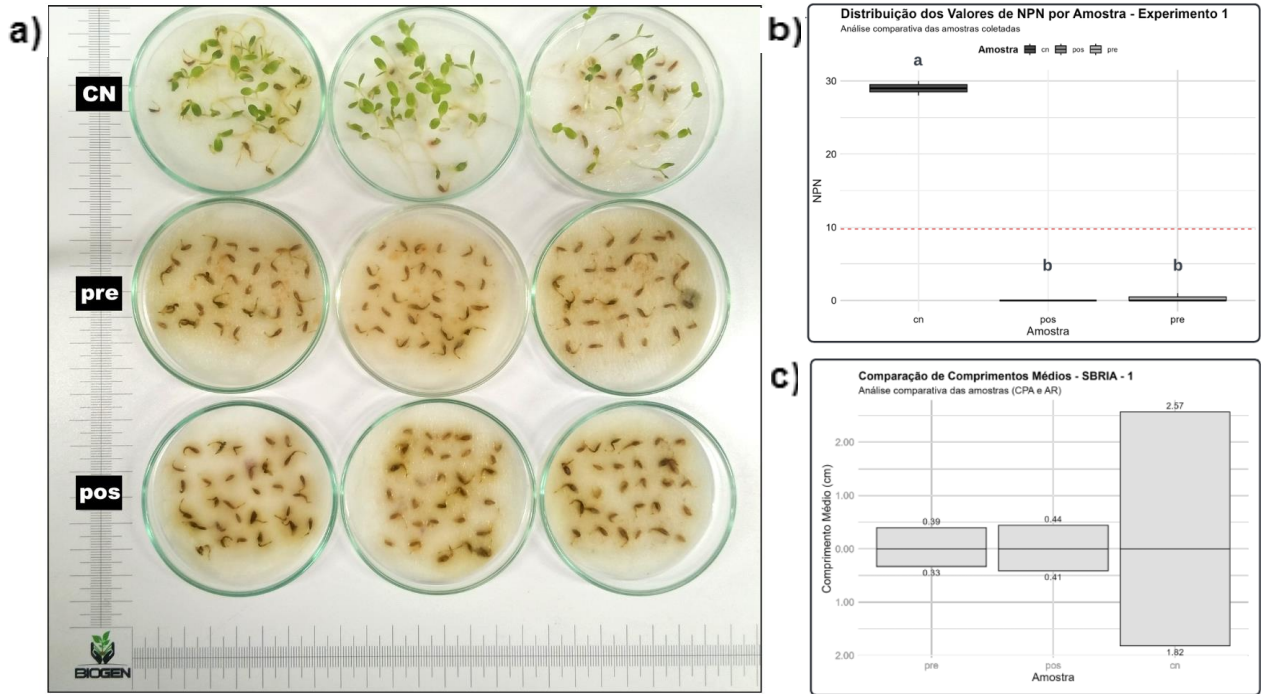 a)
CN
pre
pos
BIOGEN
b)
Distribuição dos Valores de NPN por Amostra - Experimento 1
Análise comparativa das amostras coletadas
Amostra cn pos pre
a
30
20
10
b b
0
NPN
cn pos pre
Amostra
c)
Comparação de Comprimentos Médios - SBRIA - 1
Análise comparativa das amostras (CPA e AR)
2.57
2.00
1.00
0.39 0.44
0.00
0.33 0.41
1.00
1.82
2.00
Comprimento Médio (cm)
pre pos cn
Amostra